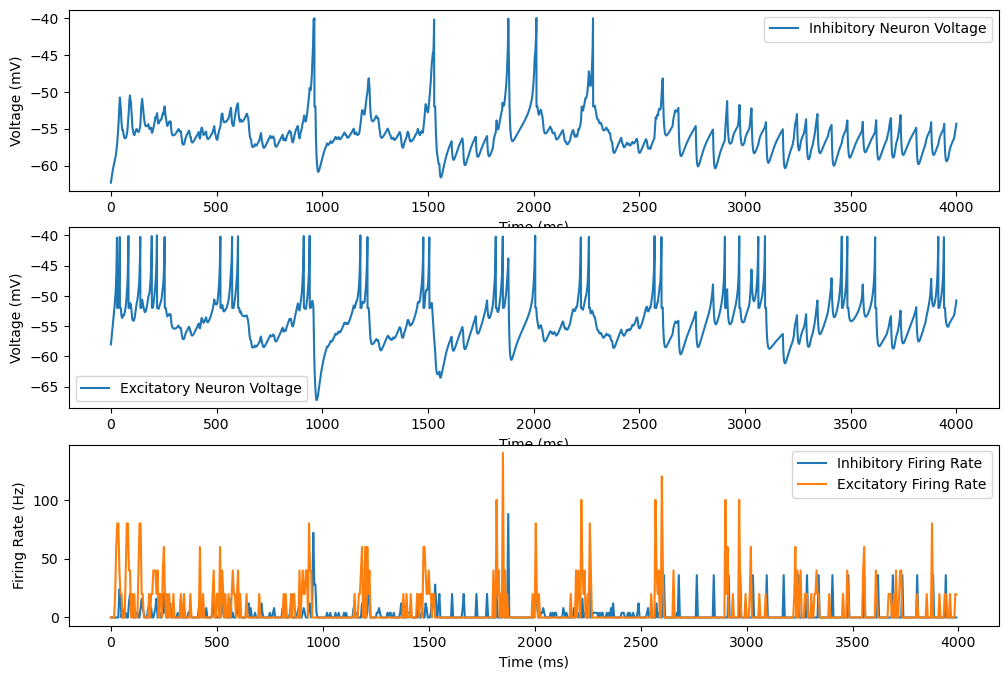 −40
−45
−50
−55
−60
Voltage (mV)
Inhibitory Neuron Voltage
0 500 1000 1500 2000 2500 3000 3500 4000
Time (ms)
−40
−45
−50
−55
−60
−65
Voltage (mV)
Excitatory Neuron Voltage
0 500 1000 1500 2000 2500 3000 3500 4000
Time (ms)
100
50
0
Firing Rate (Hz)
Inhibitory Firing Rate
Excitatory Firing Rate
0 500 1000 1500 2000 2500 3000 3500 4000
Time (ms)